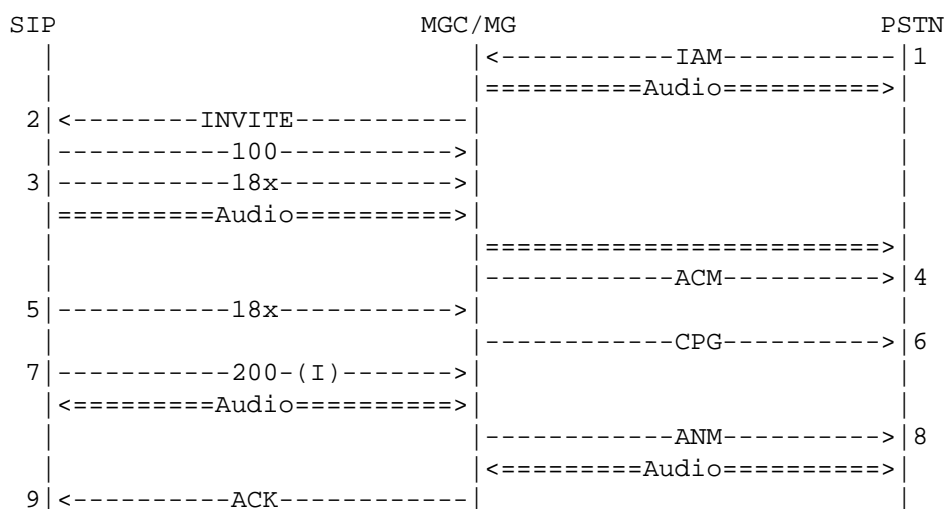 SIP                       MGC/MG                       PSTN
  |                          |<-----------IAM-----------|1
  |                          |==========Audio==========>|
 2|<--------INVITE-----------|                          |
  |-----------100----------->|                          |
 3|-----------18x----------->|                          |
  |==========Audio==========>|                          |
  |                          |=========================>|
  |                          |------------ACM---------->|4
 5|-----------18x----------->|                          |
  |                          |------------CPG---------->|6
 7|-----------200-(I)------->|                          |
  |<=========Audio==========>|                          |
  |                          |------------ANM---------->|8
  |                          |<=========Audio==========>|
 9|<----------ACK------------|                          |